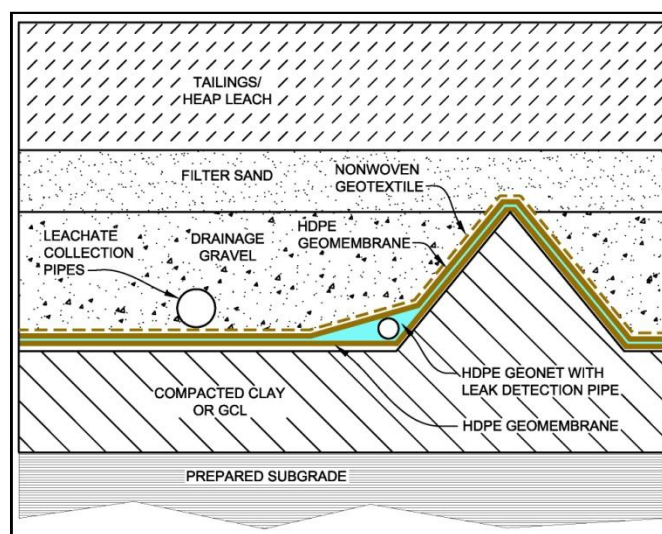 TAILINGS/
HEAP LEACH
FILTER SAND
NONWOVEN
GEOTEXTILE
HDPE
GEOMEMBRANE
LEACHATE
COLLECTION
PIPES
DRAINAGE
GRAVEL
HDPE GEONET WITH
LEAK DETECTION PIPE
COMPACTED CLAY
OR GCL
HDPE GEOMEMBRANE
PREPARED SUBGRADE